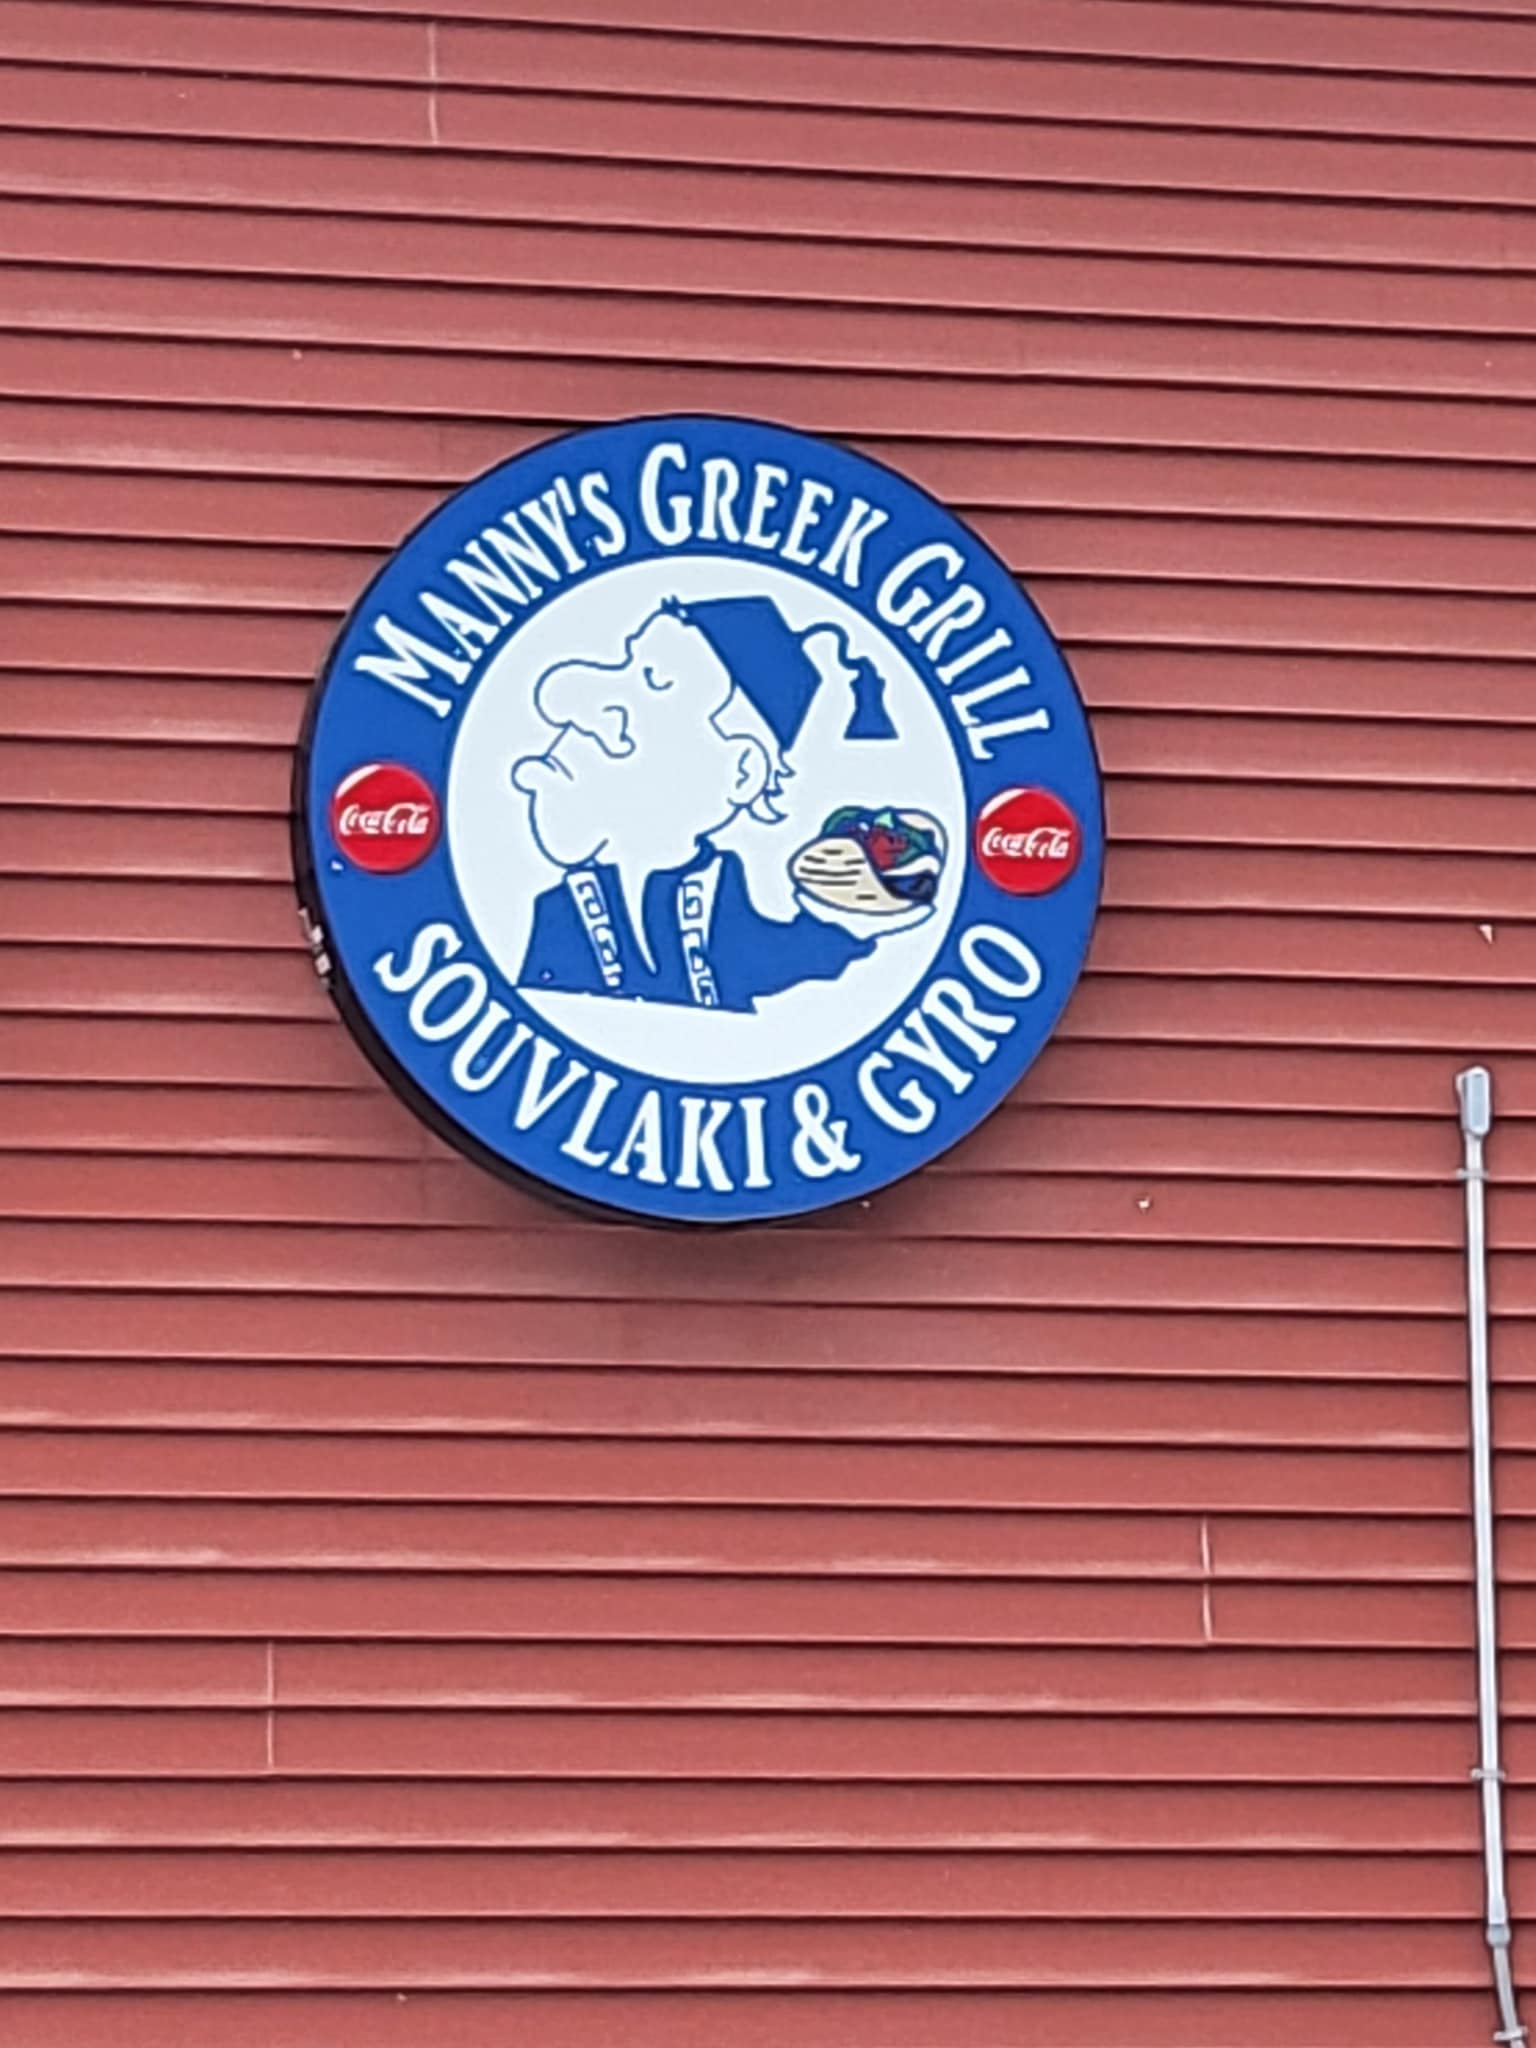 MANNY'S GREEK GRILL
Coca-Cola
Coca-Cola
SOUVLAKI & GYRO